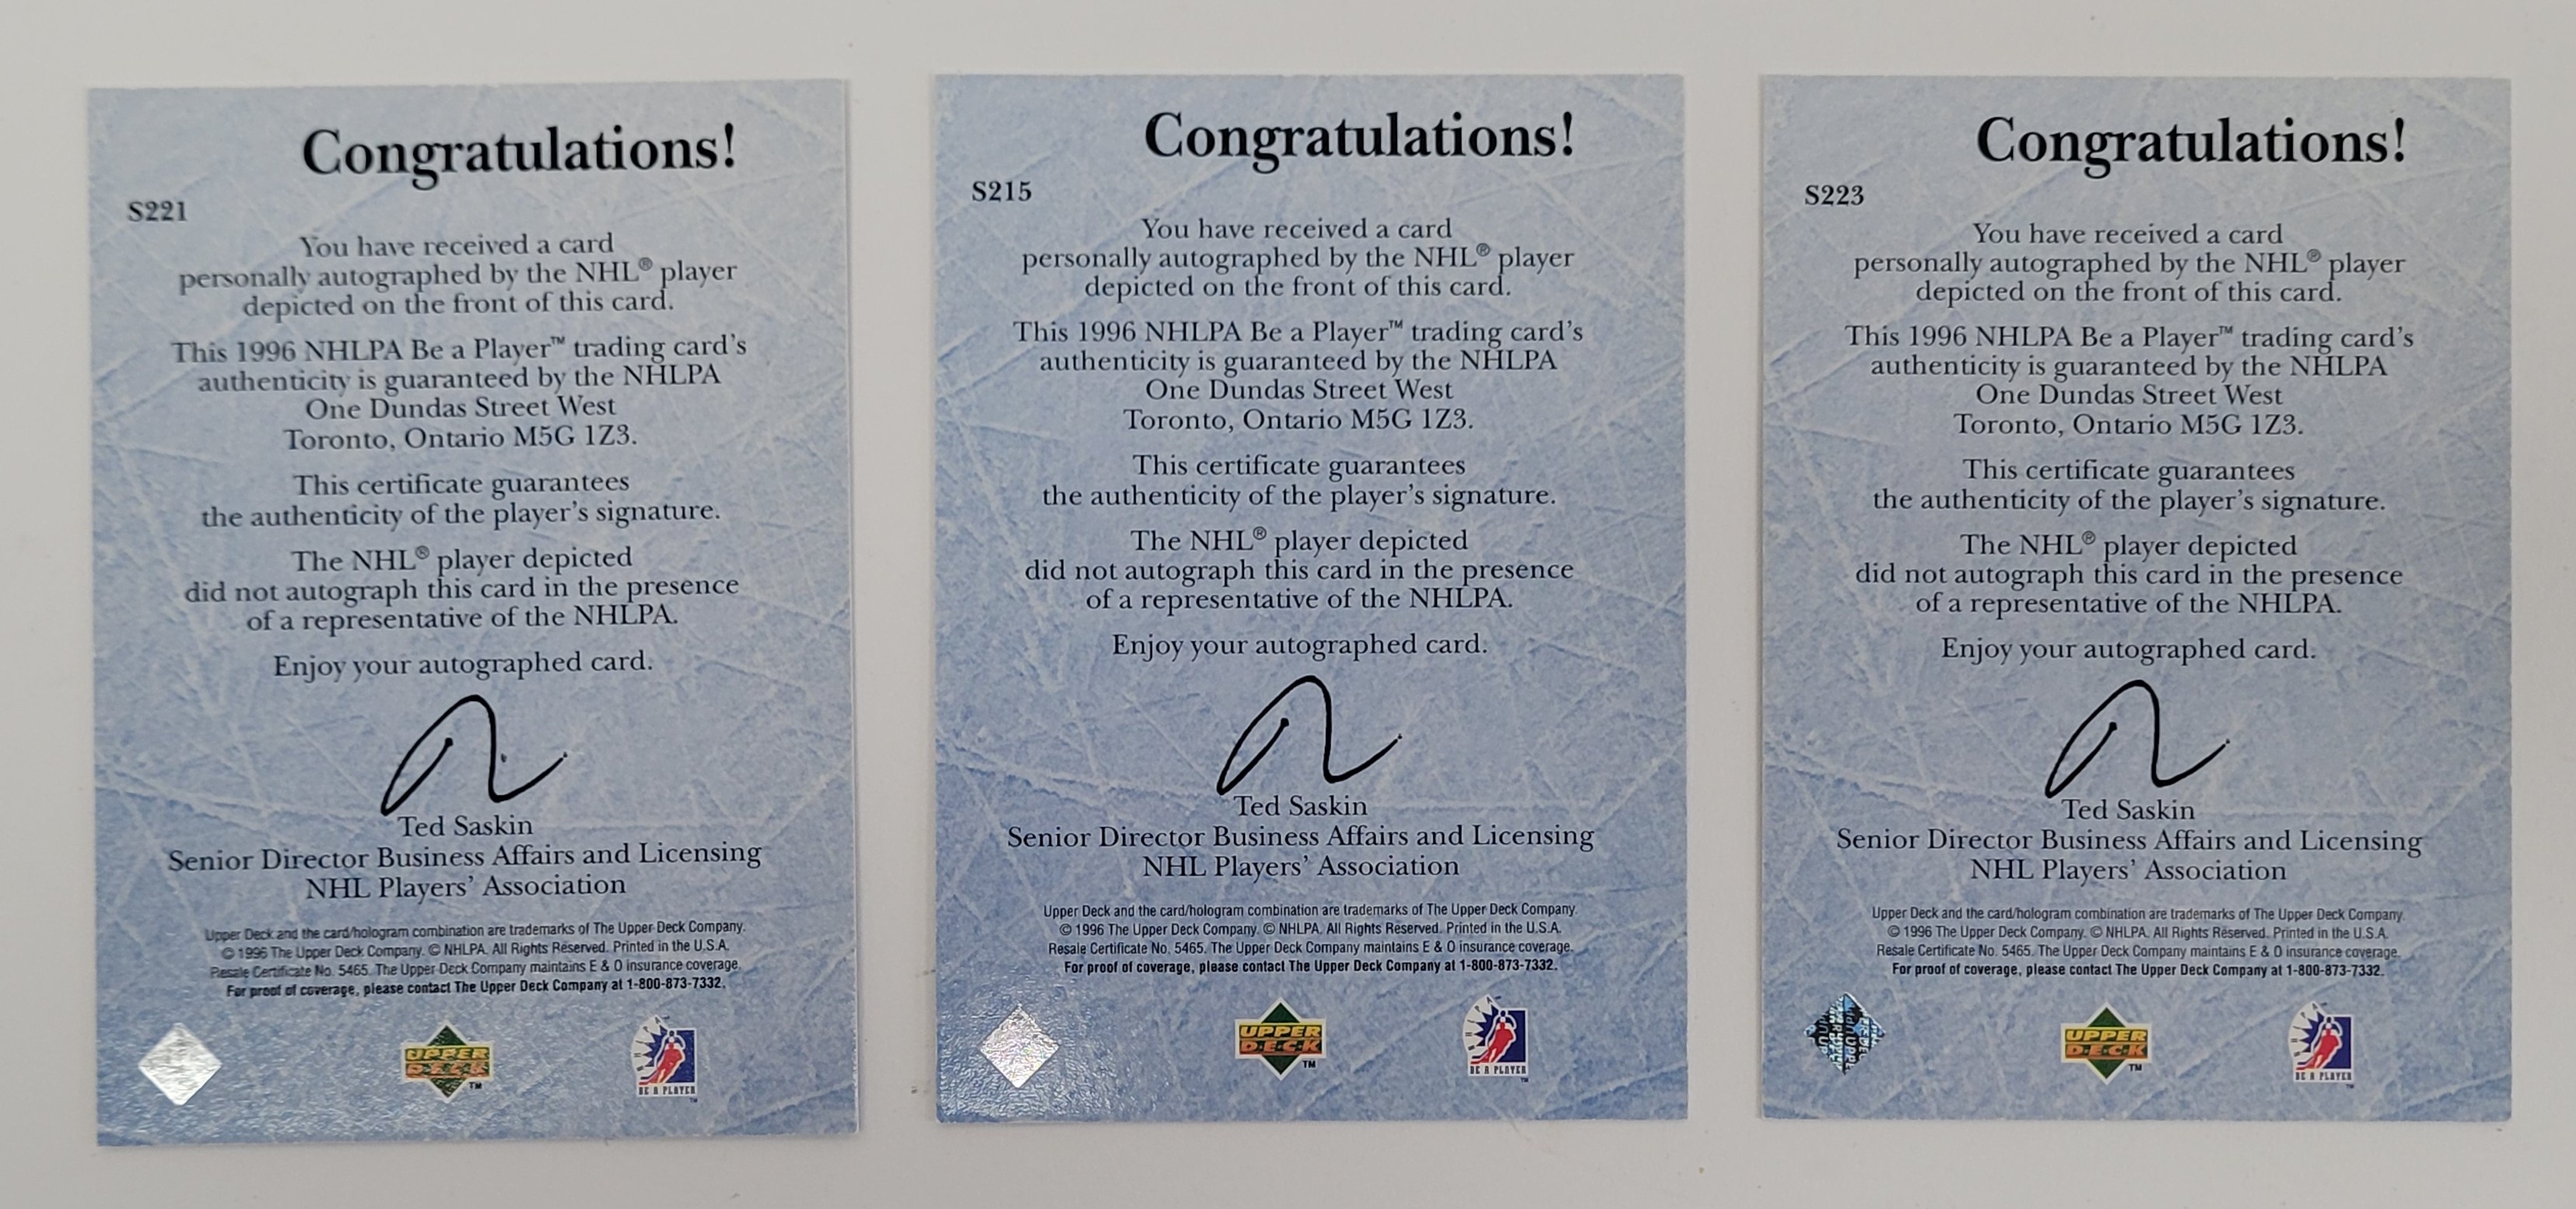 Congratulations!
S221
You have received a card
personally autographed by the NHL® player
depicted on the front of this card.
This 1996 NHLPA Be a Player™ trading card's
authenticity is guaranteed by the NHLPA
One Dundas Street West
Toronto, Ontario M5G 1Z3.
This certificate guarantees
the authenticity of the player's signature.
The NHL® player depicted
did not autograph this card in the presence
of a representative of the NHLPA.
Enjoy your autographed card.
Ted Saskin
Senior Director Business Affairs and Licensing
NHL Players' Association
Upper Deck and the card/hologram combination are trademarks of The Upper Deck Company.
© 1996 The Upper Deck Company. © NHLPA. All Rights Reserved. Printed in the U.S.A.
Resale Certificate No. 5465. The Upper Deck Company maintains E & O insurance coverage.
For proof of coverage, please contact The Upper Deck Company at 1-800-873-7332.
UPPER
D·E·C·K
TM
BE A PLAYER
TM
Congratulations!
S215
You have received a card
personally autographed by the NHL® player
depicted on the front of this card.
This 1996 NHLPA Be a Player™ trading card's
authenticity is guaranteed by the NHLPA
One Dundas Street West
Toronto, Ontario M5G 1Z3.
This certificate guarantees
the authenticity of the player's signature.
The NHL® player depicted
did not autograph this card in the presence
of a representative of the NHLPA.
Enjoy your autographed card.
Ted Saskin
Senior Director Business Affairs and Licensing
NHL Players' Association
Upper Deck and the card/hologram combination are trademarks of The Upper Deck Company.
© 1996 The Upper Deck Company. © NHLPA. All Rights Reserved. Printed in the U.S.A.
Resale Certificate No. 5465. The Upper Deck Company maintains E & O insurance coverage.
For proof of coverage, please contact The Upper Deck Company at 1-800-873-7332.
UPPER
D·E·C·K
TM
BE A PLAYER
TM
Congratulations!
S223
You have received a card
personally autographed by the NHL® player
depicted on the front of this card.
This 1996 NHLPA Be a Player™ trading card's
authenticity is guaranteed by the NHLPA
One Dundas Street West
Toronto, Ontario M5G 1Z3.
This certificate guarantees
the authenticity of the player's signature.
The NHL® player depicted
did not autograph this card in the presence
of a representative of the NHLPA.
Enjoy your autographed card.
Ted Saskin
Senior Director Business Affairs and Licensing
NHL Players' Association
Upper Deck and the card/hologram combination are trademarks of The Upper Deck Company.
© 1996 The Upper Deck Company. © NHLPA. All Rights Reserved. Printed in the U.S.A.
Resale Certificate No. 5465. The Upper Deck Company maintains E & O insurance coverage.
For proof of coverage, please contact The Upper Deck Company at 1-800-873-7332.
UPPER
D·E·C·K
TM
BE A PLAYER
TM